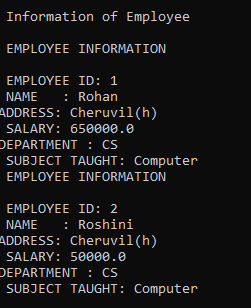 Information of Employee
EMPLOYEE INFORMATION
EMPLOYEE ID: 1
NAME   : Rohan
ADDRESS: Cheruvil(h)
SALARY: 650000.0
DEPARTMENT : CS
SUBJECT TAUGHT: Computer
EMPLOYEE INFORMATION
EMPLOYEE ID: 2
NAME   : Roshini
ADDRESS: Cheruvil(h)
SALARY: 50000.0
DEPARTMENT : CS
SUBJECT TAUGHT: Computer